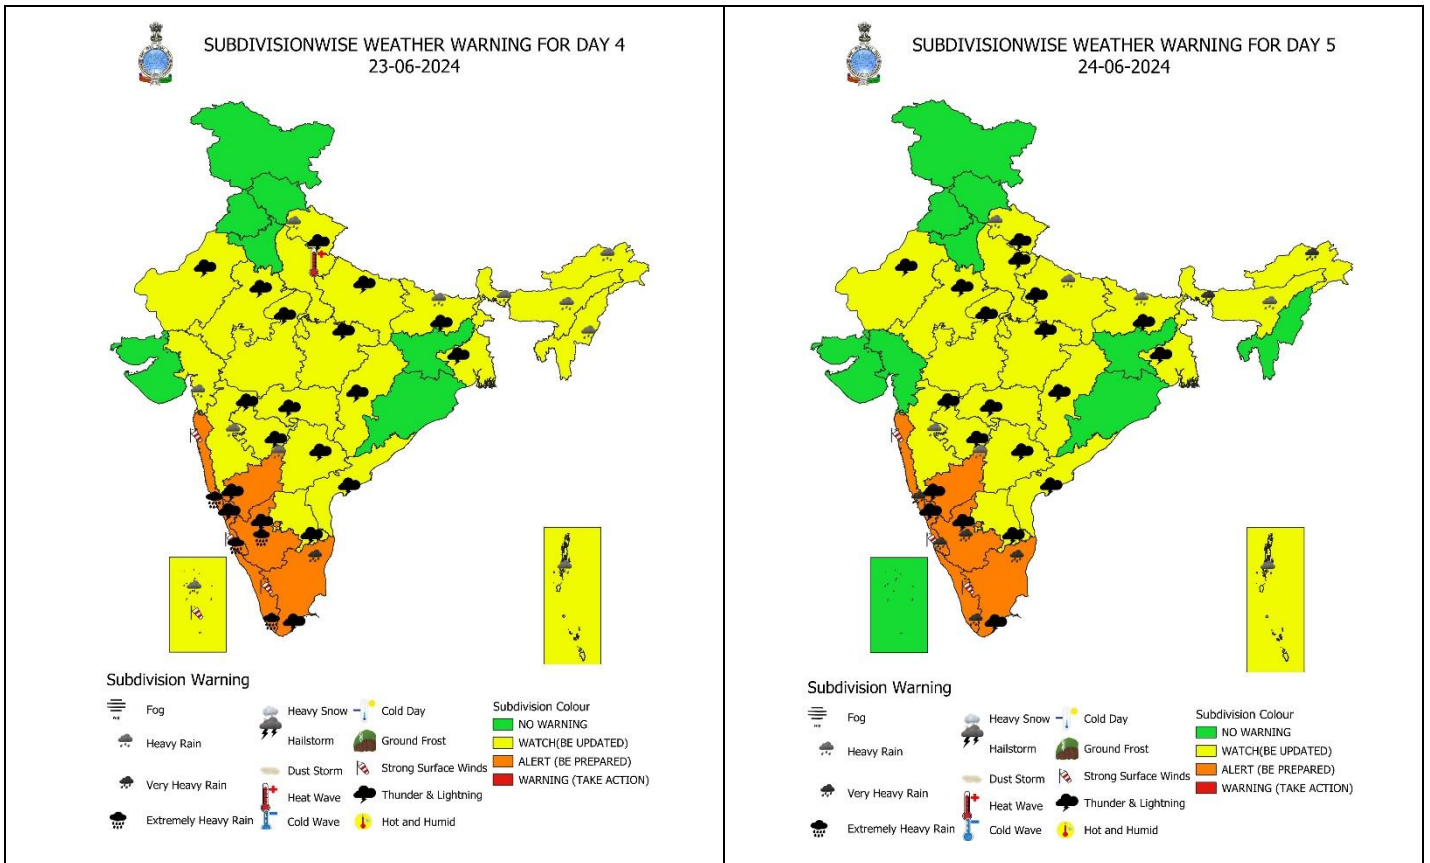 SUBDIVISIONWISE WEATHER WARNING FOR DAY 4
23-06-2024
Subdivision Warning
Fog
Heavy Rain
Very Heavy Rain
Extremely Heavy Rain
Heavy Snow
Hailstorm
Dust Storm
Heat Wave
Cold Wave
Cold Day
Ground Frost
Strong Surface Winds
Thunder & Lightning
Hot and Humid
Subdivision Colour
NO WARNING
WATCH(BE UPDATED)
ALERT (BE PREPARED)
WARNING (TAKE ACTION)
SUBDIVISIONWISE WEATHER WARNING FOR DAY 5
24-06-2024
Subdivision Warning
Fog
Heavy Rain
Very Heavy Rain
Extremely Heavy Rain
Heavy Snow
Hailstorm
Dust Storm
Heat Wave
Cold Wave
Cold Day
Ground Frost
Strong Surface Winds
Thunder & Lightning
Hot and Humid
Subdivision Colour
NO WARNING
WATCH(BE UPDATED)
ALERT (BE PREPARED)
WARNING (TAKE ACTION)